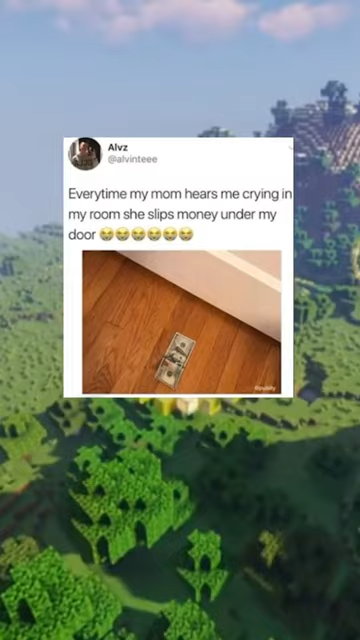 Alvz
@alvinteee
Everytime my mom hears me crying in
my room she slips money under my
door 😂😂😂😂😂😂